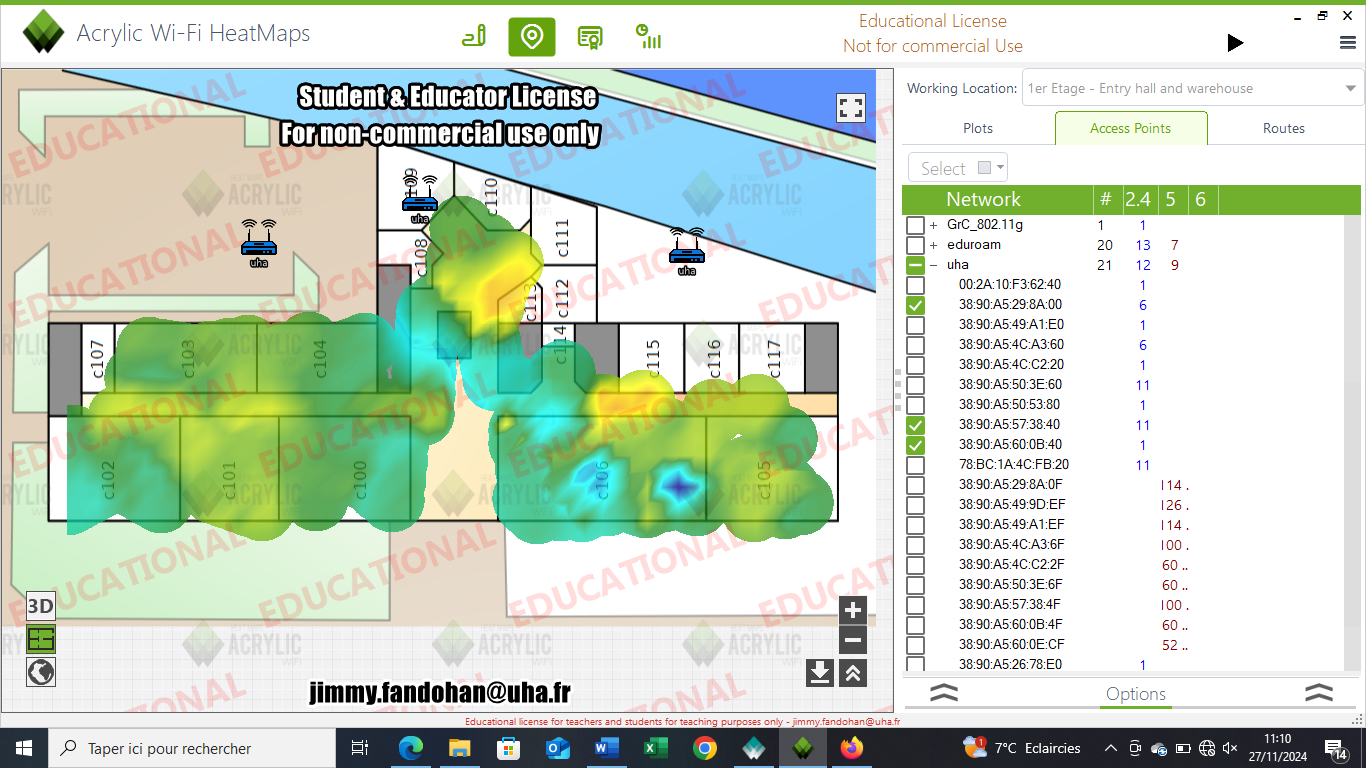 Acrylic Wi-Fi HeatMaps
Educational License
Not for commercial Use
Student & Educator License
For non-commercial use only
Working Location:
1er Etage - Entry hall and warehouse
Plots
Access Points
Routes
Select
Network # 2.4 5 6
GrC_802.11g 1 1
eduroam 20 13 7
uha 21 12 9
00:2A:10:F3:62:40 1
38:90:A5:29:8A:00 6
38:90:A5:49:A1:E0 1
38:90:A5:4C:A3:60 6
38:90:A5:4C:C2:20 1
38:90:A5:50:3E:60 11
38:90:A5:50:53:80 1
38:90:A5:57:38:40 11
38:90:A5:60:0B:40 1
78:BC:1A:4C:FB:20 11
38:90:A5:29:8A:0F 114 .
38:90:A5:49:9D:EF 126 .
38:90:A5:49:A1:EF 114 .
38:90:A5:4C:A3:6F 100 .
38:90:A5:4C:C2:2F 60 ..
38:90:A5:50:3E:6F 60 ..
38:90:A5:57:38:4F 100 .
38:90:A5:60:0B:4F 60 ..
38:90:A5:60:0E:CF 52 ..
38:90:A5:26:78:E0 1
Options
EDUCATIONAL
EDUCATIONAL
EDUCATIONAL
EDUCATIONAL
EDUCATIONAL
EDUCATIONAL
EDUCATIONAL
EDUCATIONAL
EDUCATIONAL
EDUCATIONAL
EDUCATIONAL
EDUCATIONAL
ACRYLIC
WIFI
uha
uha
uha
c110
c111
c108
c112
c113
c114
c107
c103
c104
c115
c116
c117
c102
c101
c100
c106
c105
3D
jimmy.fandohan@uha.fr
Educational license for teachers and students for teaching purposes only - jimmy.fandohan@uha.fr
Taper ici pour rechercher
7°C Eclaircies
11:10
27/11/2024
14